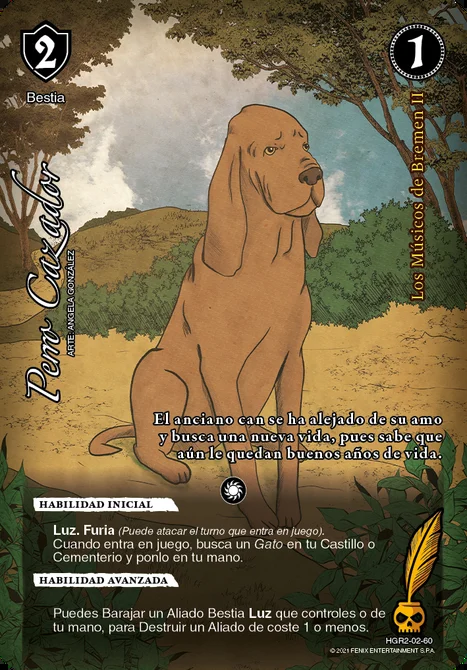 2
Bestia
1
Los Músicos de Bremen II
Perro Cazador
ARTE: ANGELA GONZÁLEZ
El anciano can se ha alejado de su amo
y busca una nueva vida, pues sabe que
aún le quedan buenos años de vida.
HABILIDAD INICIAL
Luz. Furia (Puede atacar el turno que entra en juego).
Cuando entra en juego, busca un Gato en tu Castillo o
Cementerio y ponlo en tu mano.
HABILIDAD AVANZADA
Puedes Barajar un Aliado Bestia Luz que controles o de
tu mano, para Destruir un Aliado de coste 1 o menos.
HGR2-02-60
© 2021 FENIX ENTERTAINMENT S.P.A.